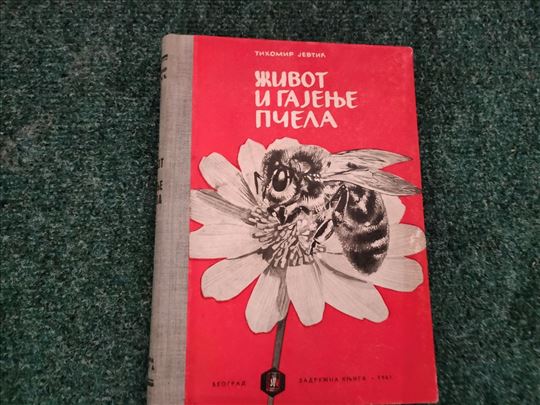 ТИХОМИР ЈЕВТИЋ
ЖИВОТ
И ГАЈЕЊЕ
ПЧЕЛА
БЕОГРАД
ЗАДРУЖНА КЊИГА